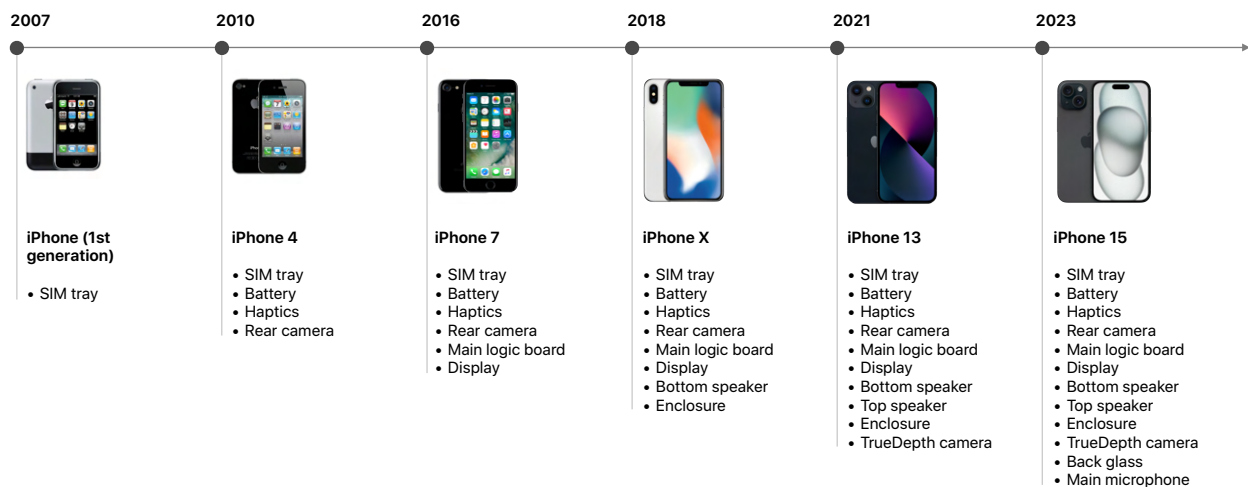 2007
2010
2016
2018
2021
2023
iPhone (1st
generation)
• SIM tray
iPhone 4
• SIM tray
• Battery
• Haptics
• Rear camera
iPhone 7
• SIM tray
• Battery
• Haptics
• Rear camera
• Main logic board
• Display
iPhone X
• SIM tray
• Battery
• Haptics
• Rear camera
• Main logic board
• Display
• Bottom speaker
• Enclosure
iPhone 13
• SIM tray
• Battery
• Haptics
• Rear camera
• Main logic board
• Display
• Bottom speaker
• Top speaker
• Enclosure
• TrueDepth camera
iPhone 15
• SIM tray
• Battery
• Haptics
• Rear camera
• Main logic board
• Display
• Bottom speaker
• Top speaker
• Enclosure
• TrueDepth camera
• Back glass
• Main microphone